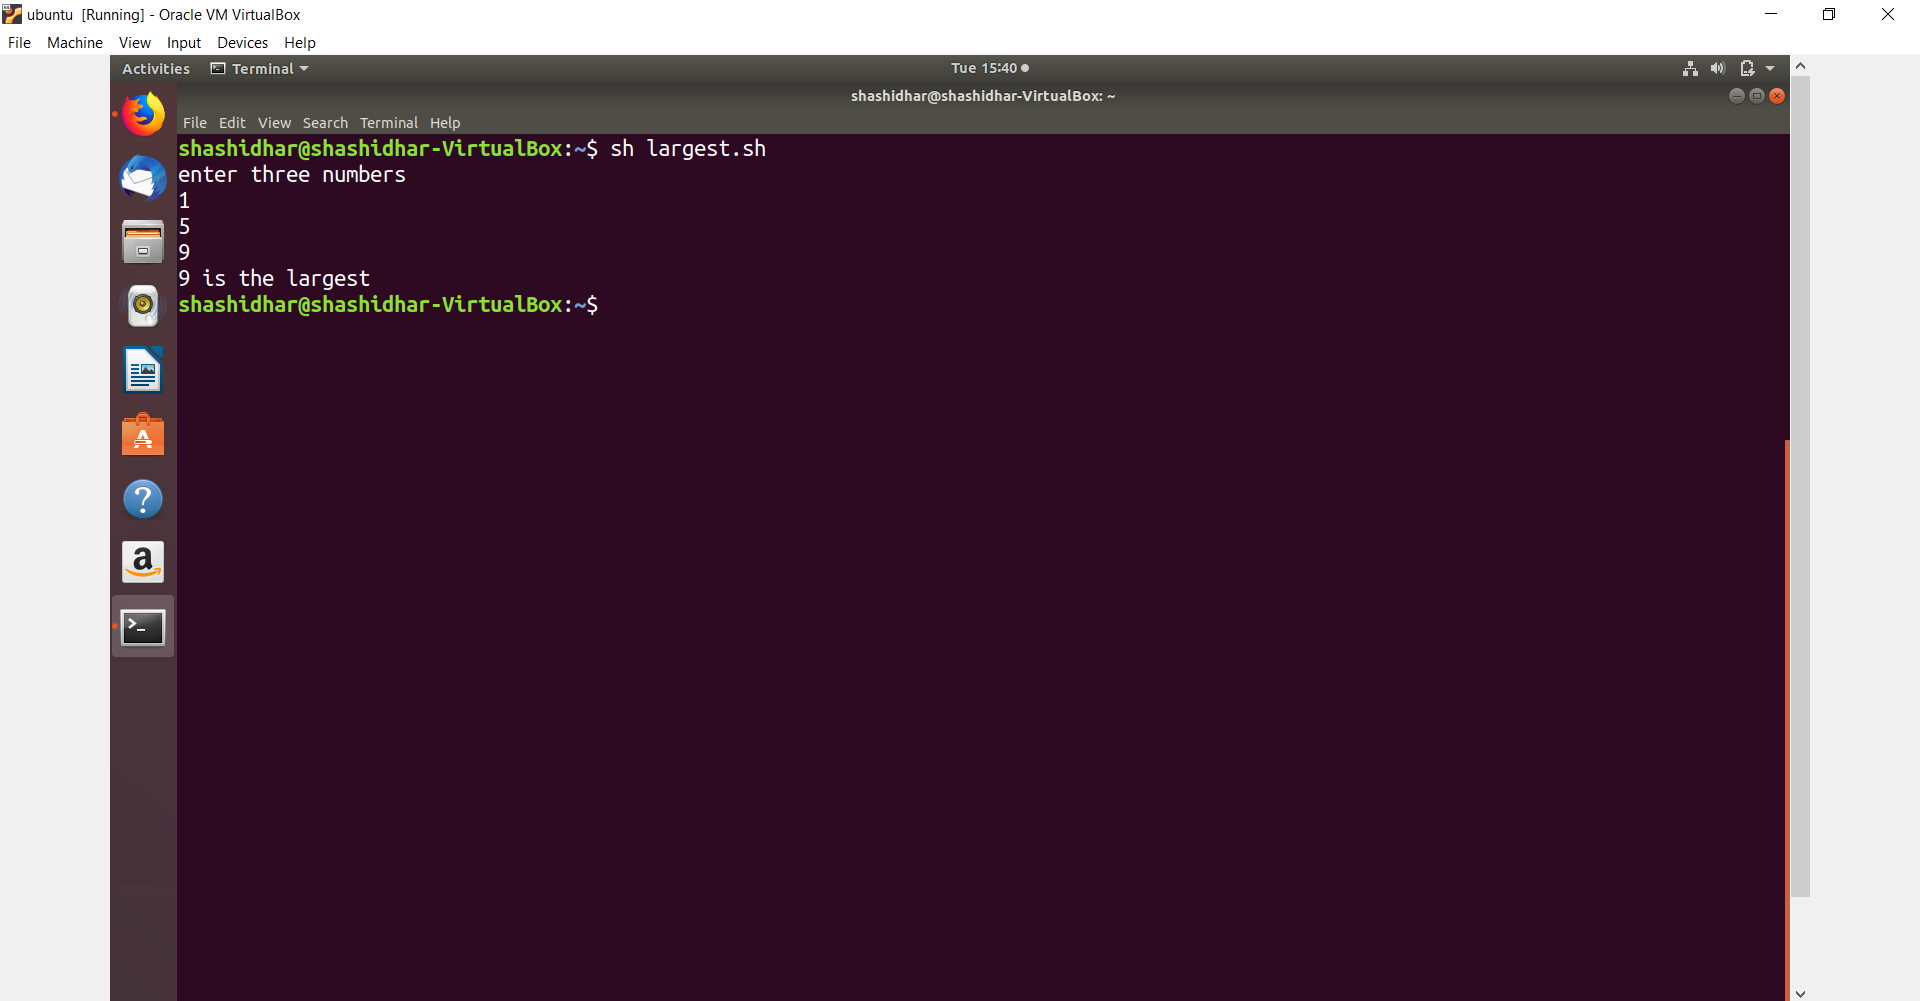 ubuntu [Running] - Oracle VM VirtualBox
File Machine View Input Devices Help
Activities Terminal Tue 15:40
shashidhar@shashidhar-VirtualBox: ~
File Edit View Search Terminal Help
shashidhar@shashidhar-VirtualBox:~$ sh largest.sh
enter three numbers
1
5
9
9 is the largest
shashidhar@shashidhar-VirtualBox:~$